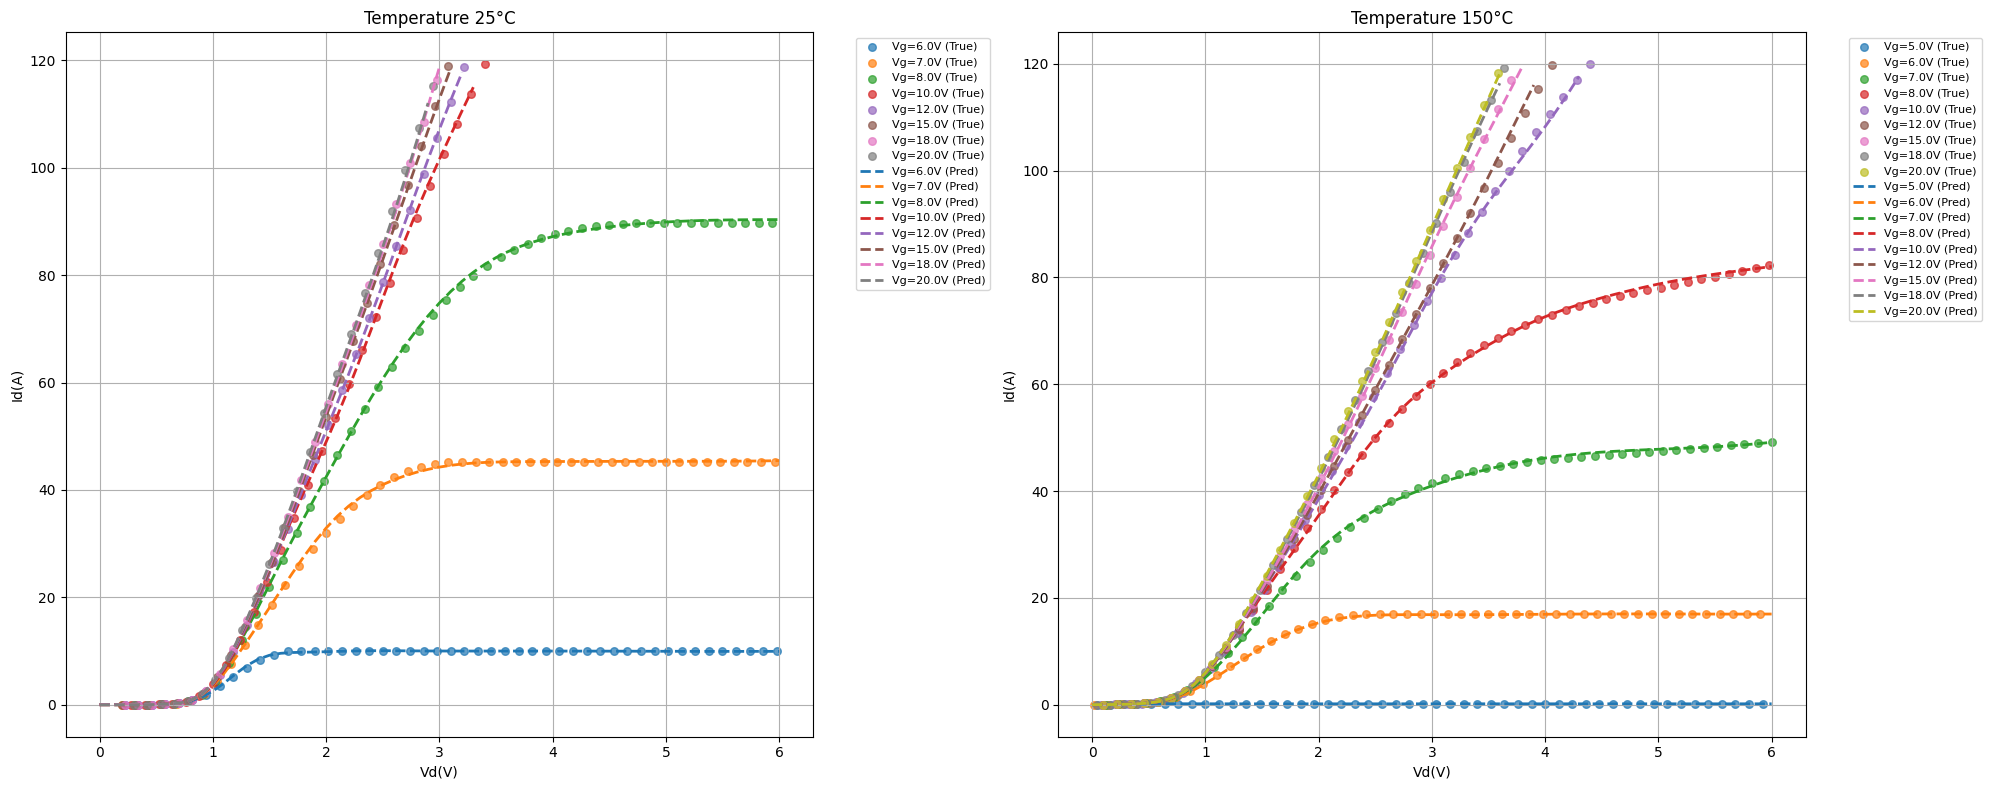 Temperature 25°C
120
100
80
60
40
20
0
Id(A)
0
1
2
3
4
5
6
Vd(V)
Vg=6.0V (True)
Vg=7.0V (True)
Vg=8.0V (True)
Vg=10.0V (True)
Vg=12.0V (True)
Vg=15.0V (True)
Vg=18.0V (True)
Vg=20.0V (True)
Vg=6.0V (Pred)
Vg=7.0V (Pred)
Vg=8.0V (Pred)
Vg=10.0V (Pred)
Vg=12.0V (Pred)
Vg=15.0V (Pred)
Vg=18.0V (Pred)
Vg=20.0V (Pred)
Temperature 150°C
120
100
80
60
40
20
0
Id(A)
0
1
2
3
4
5
6
Vd(V)
Vg=5.0V (True)
Vg=6.0V (True)
Vg=7.0V (True)
Vg=8.0V (True)
Vg=10.0V (True)
Vg=12.0V (True)
Vg=15.0V (True)
Vg=18.0V (True)
Vg=20.0V (True)
Vg=5.0V (Pred)
Vg=6.0V (Pred)
Vg=7.0V (Pred)
Vg=8.0V (Pred)
Vg=10.0V (Pred)
Vg=12.0V (Pred)
Vg=15.0V (Pred)
Vg=18.0V (Pred)
Vg=20.0V (Pred)